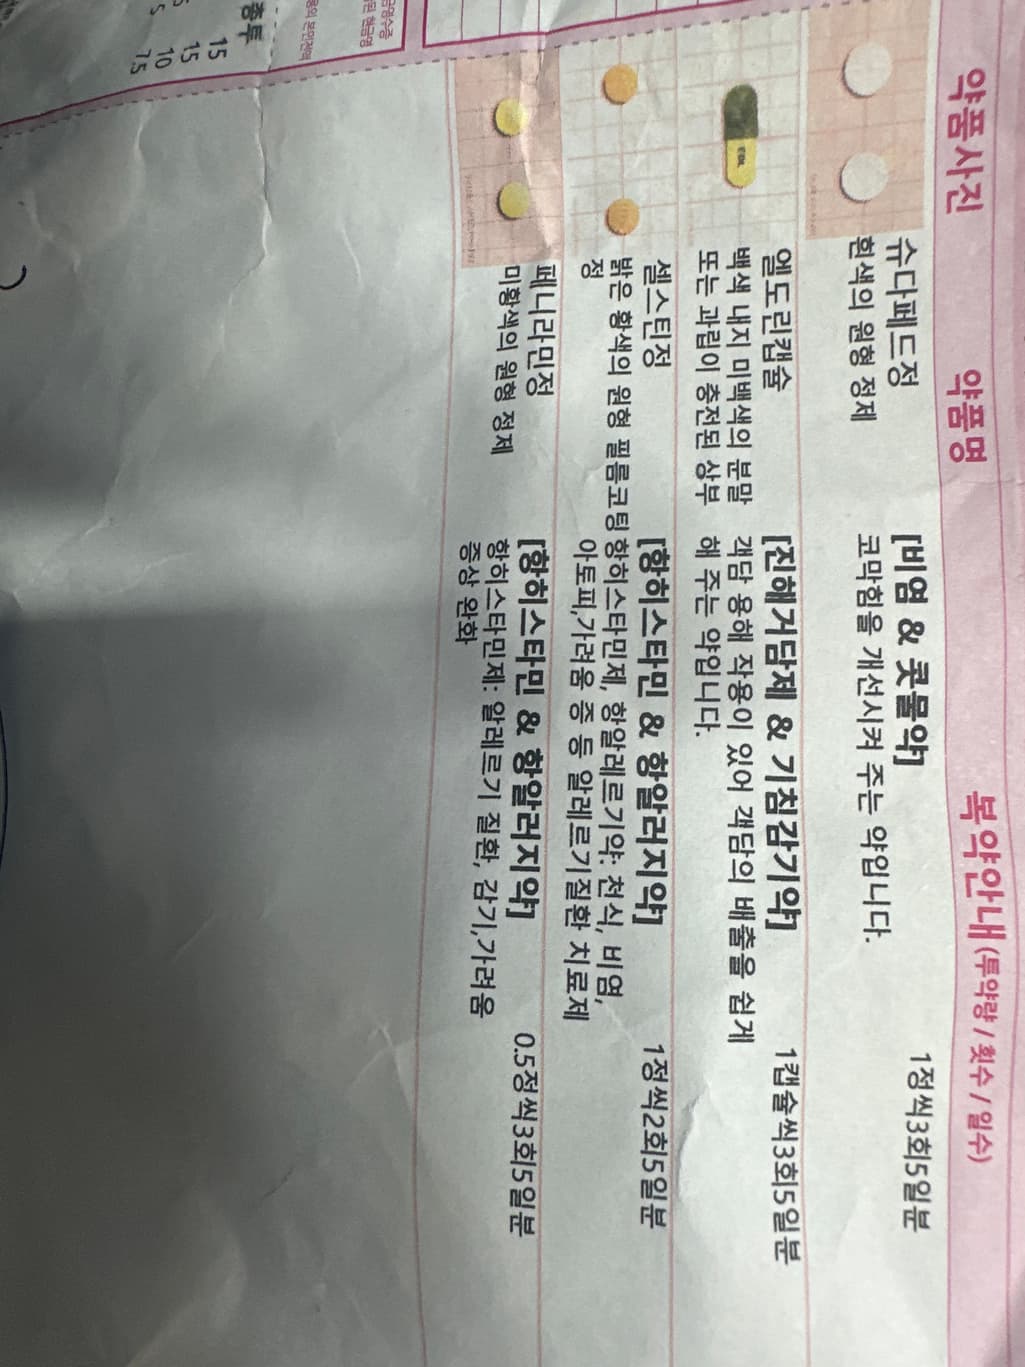 약품사진 약품명 복약안내 (투약량 / 횟수 / 일수)
슈다페드정 [비염 & 콧물약] 1정씩3회5일분
흰색의 원형 정제 코막힘을 개선시켜 주는 약입니다.
엘도린캡슐 [진해거담제 & 기침감기약] 1캡슐씩3회5일분
백색 내지 미백색의 분말 객담 용해 작용이 있어 객담의 배출을 쉽게
또는 과립이 충전된 상부 해 주는 약입니다.
셀스틴정 [항히스타민 & 항알러지약] 1정씩2회5일분
밝은 황색의 원형 필름코팅 항히스타민제, 항알레르기약: 천식, 비염,
정 아토피,가려움 증 등 알레르기질환 치료제
페니라민정 [항히스타민 & 항알러지약] 0.5정씩3회5일분
미황색의 원형 정제 항히스타민제: 알레르기 질환, 감기,가려움
증상 완화
총투
15
15
10
7.5